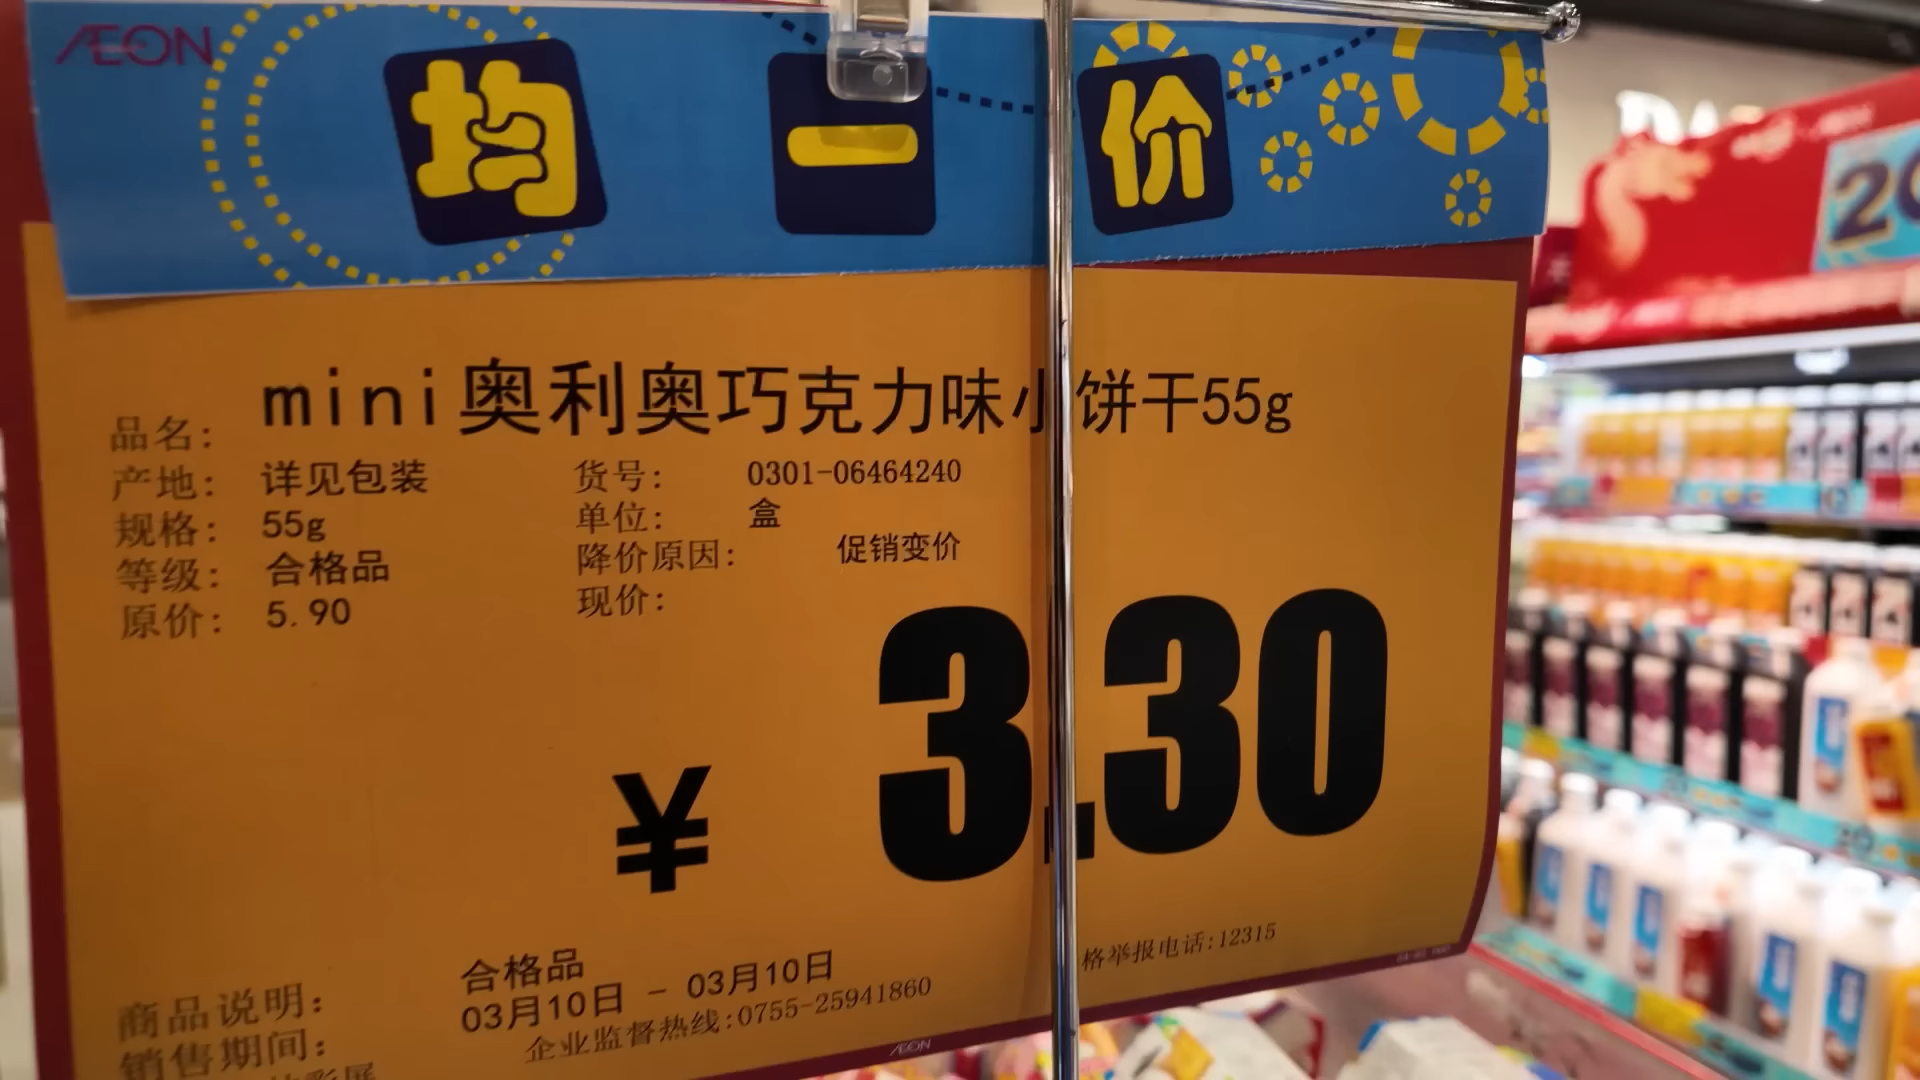 ÆON
均一价
品名: mini奥利奥巧克力味小饼干55g
产地: 详见包装 货号: 0301-06464240
规格: 55g 单位: 盒
等级: 合格品 降价原因: 促销变价
原价: 5.90 现价:
¥ 3.30
商品说明: 合格品
销售期间: 03月10日 - 03月10日
企业监督热线:0755-25941860 格举报电话:12315
ÆON
20